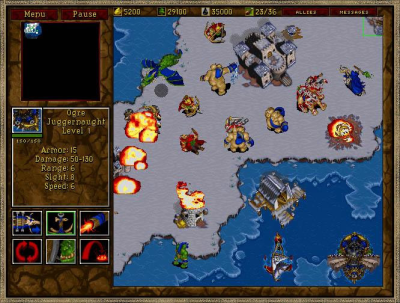 Menu Pause 5200 29100 35000 23/36 ALLIES MESSAGES
Ogre
Juggernaught
Level 1
Armor: 15
Damage: 50-130
Range: 6
Sight: 8
Speed: 6